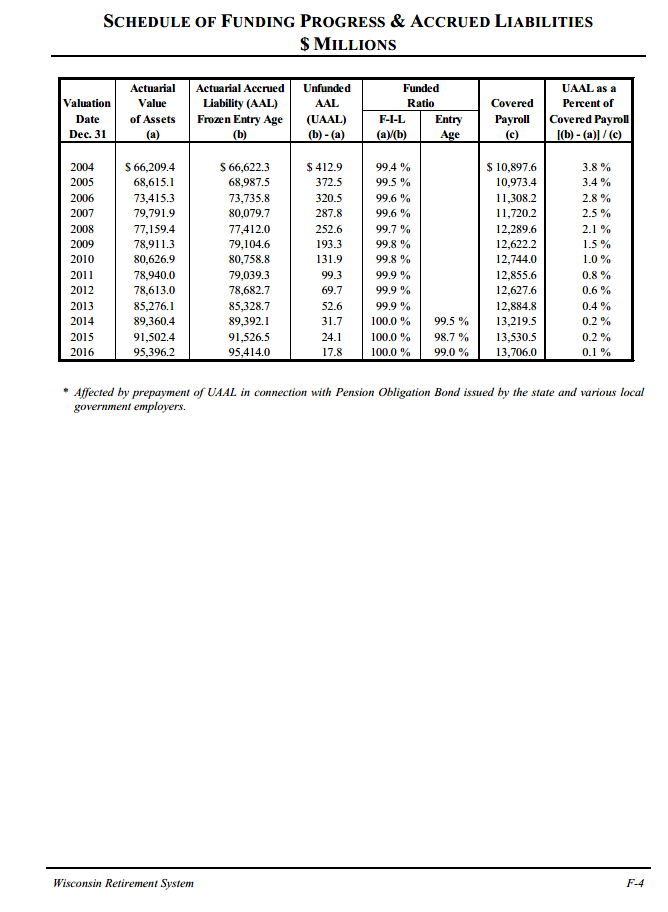 SCHEDULE OF FUNDING PROGRESS & ACCRUED LIABILITIES
$ MILLIONS
Actuarial Actuarial Accrued Unfunded Funded UAAL as a
Valuation Value Liability (AAL) AAL Ratio Covered Percent of
Date of Assets Frozen Entry Age (UAAL) F-I-L Entry Payroll Covered Payroll
Dec. 31 (a) (b) (b) - (a) (a)/(b) Age (c) [(b) - (a)] / (c)
2004 $ 66,209.4 $ 66,622.3 $ 412.9 99.4 % $ 10,897.6 3.8 %
2005 68,615.1 68,987.5 372.5 99.5 % 10,973.4 3.4 %
2006 73,415.3 73,735.8 320.5 99.6 % 11,308.2 2.8 %
2007 79,791.9 80,079.7 287.8 99.6 % 11,720.2 2.5 %
2008 77,159.4 77,412.0 252.6 99.7 % 12,289.6 2.1 %
2009 78,911.3 79,104.6 193.3 99.8 % 12,622.2 1.5 %
2010 80,626.9 80,758.8 131.9 99.8 % 12,744.0 1.0 %
2011 78,940.0 79,039.3 99.3 99.9 % 12,855.6 0.8 %
2012 78,613.0 78,682.7 69.7 99.9 % 12,627.6 0.6 %
2013 85,276.1 85,328.7 52.6 99.9 % 12,884.8 0.4 %
2014 89,360.4 89,392.1 31.7 100.0 % 99.5 % 13,219.5 0.2 %
2015 91,502.4 91,526.5 24.1 100.0 % 98.7 % 13,530.5 0.2 %
2016 95,396.2 95,414.0 17.8 100.0 % 99.0 % 13,706.0 0.1 %
* Affected by prepayment of UAAL in connection with Pension Obligation Bond issued by the state and various local
government employers.
Wisconsin Retirement System F-4